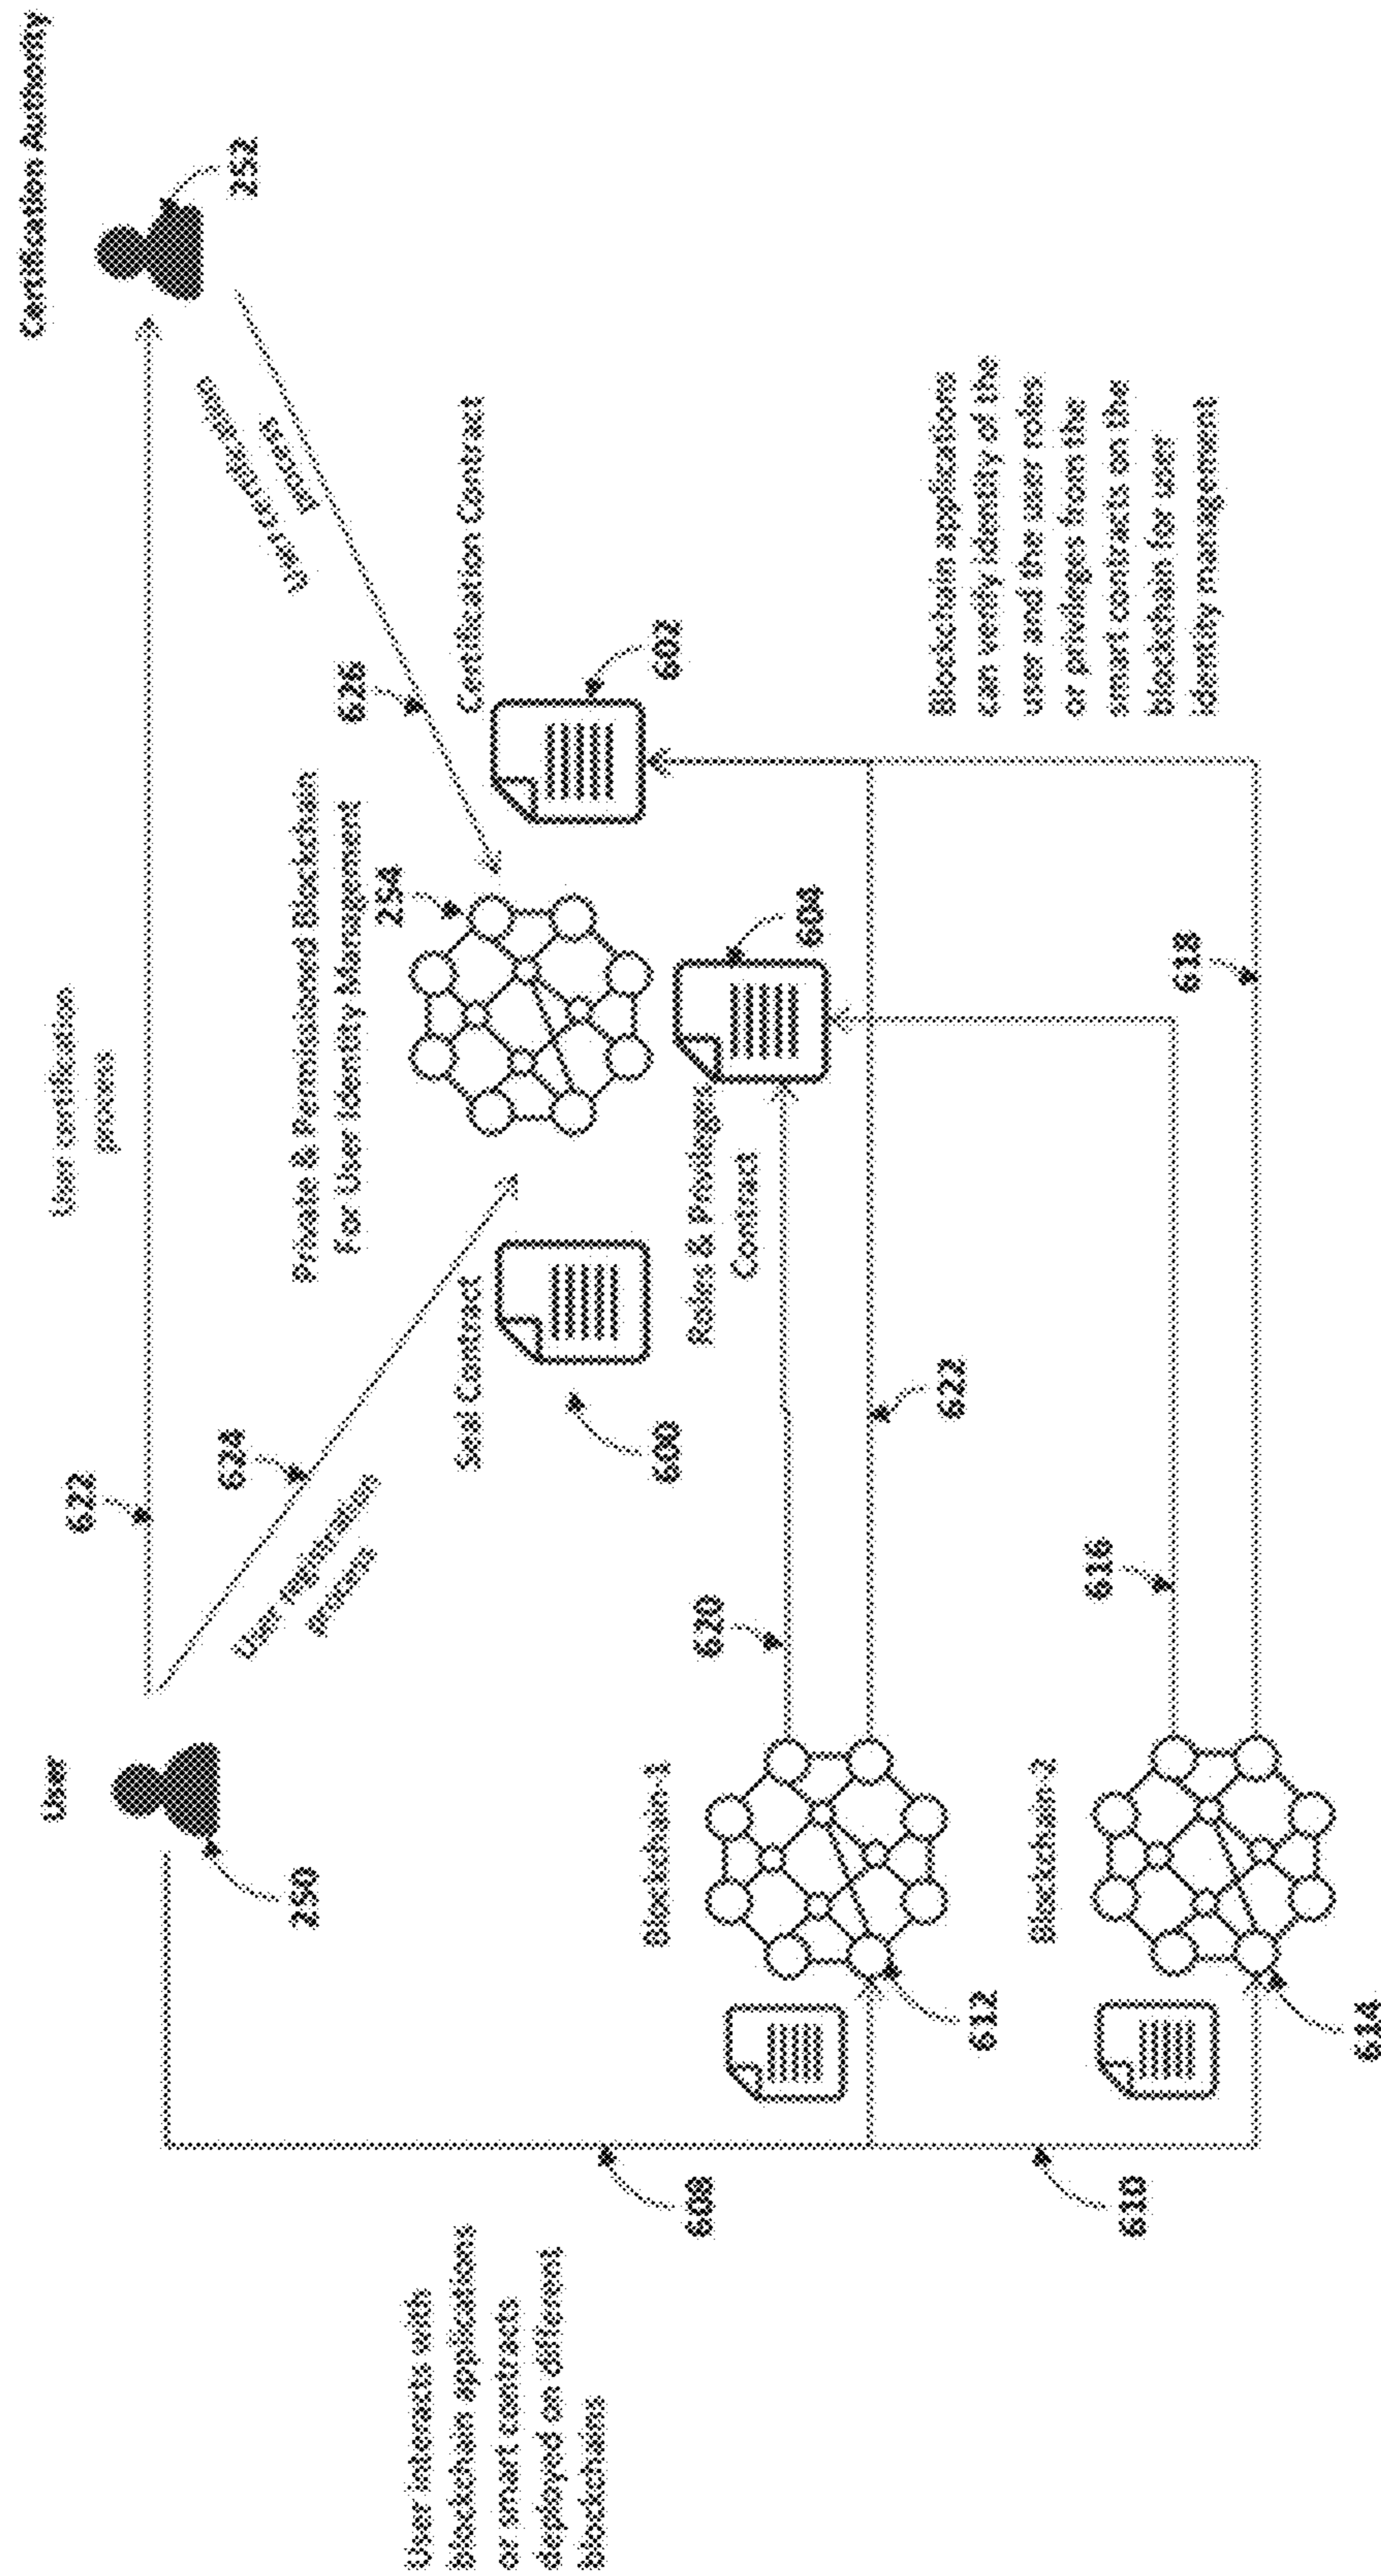 Certification Authority
252
User
250
622
User certification
process
624
User registration
Process
626
User certification
record
Private & Permissioned Blockchain
For User Identity Management
254
Seal Contract
600
Certification Contract
602
Roles & Privileges
Contract
604
User interacts with
blockchain applications
or smart contracts
deployed on different
blockchains
608
610
Blockchain-1
612
620
622
616
618
614
Blockchain applications
can verify identity of the
user and the user roles
or privileges from the
smart contracts on the
blockchain for user
identity management